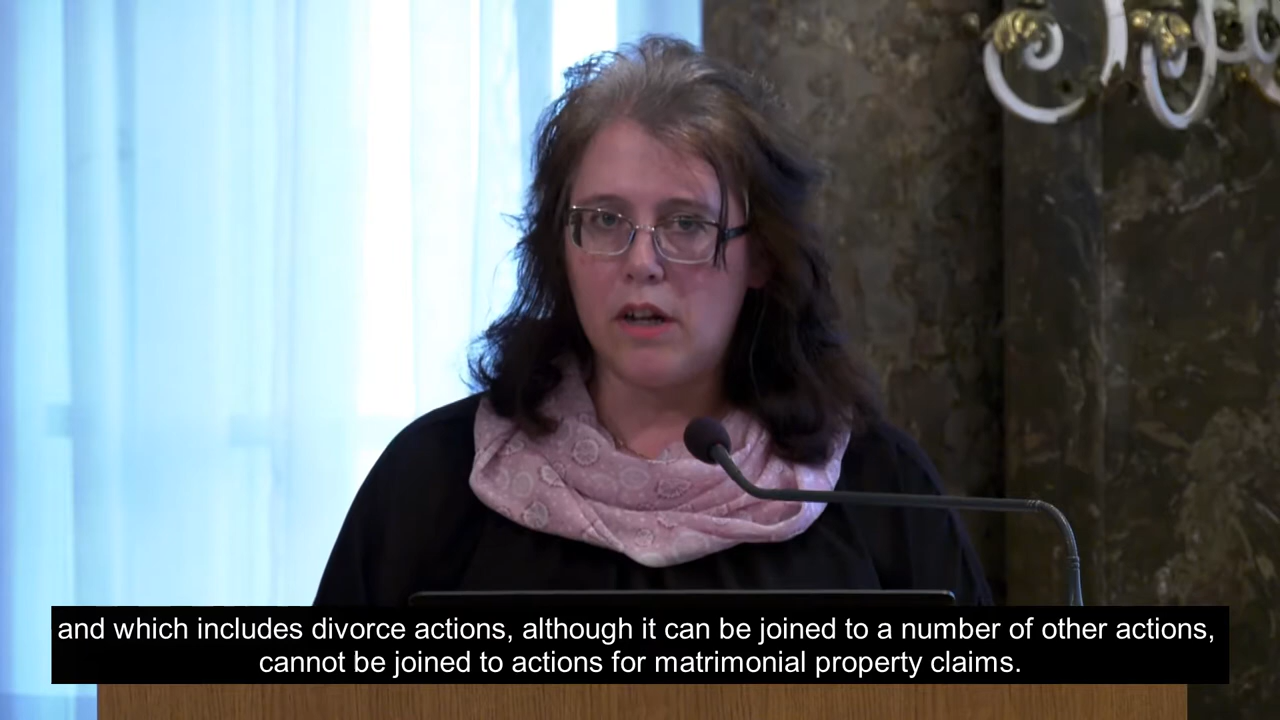 and which includes divorce actions, although it can be joined to a number of other actions,
cannot be joined to actions for matrimonial property claims.